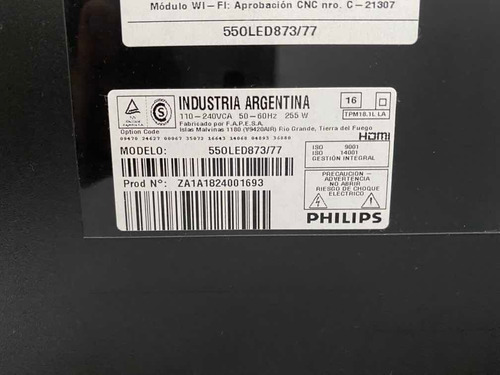 Módulo WI-FI: Aprobación CNC nro. C-21307
55OLED873/77
INDUSTRIA ARGENTINA
110-240VCA 50-60Hz 255 W
Fabricado por F.A.P.E.S.A.
Islas Malvinas 1180 (V9420AIR) Rio Grande, Tierra del Fuego
16
TPM18.1L LA
Option Code
HDMI
MODELO: 55OLED873/77
ISO 9001
ISO 14001
GESTIÓN INTEGRAL
Prod Nº: ZA1A1824001693
PRECAUCIÓN-
-ADVERTENCIA
NO ABRIR
RIESGO DE CHOQUE
ELÉCTRICO
PHILIPS